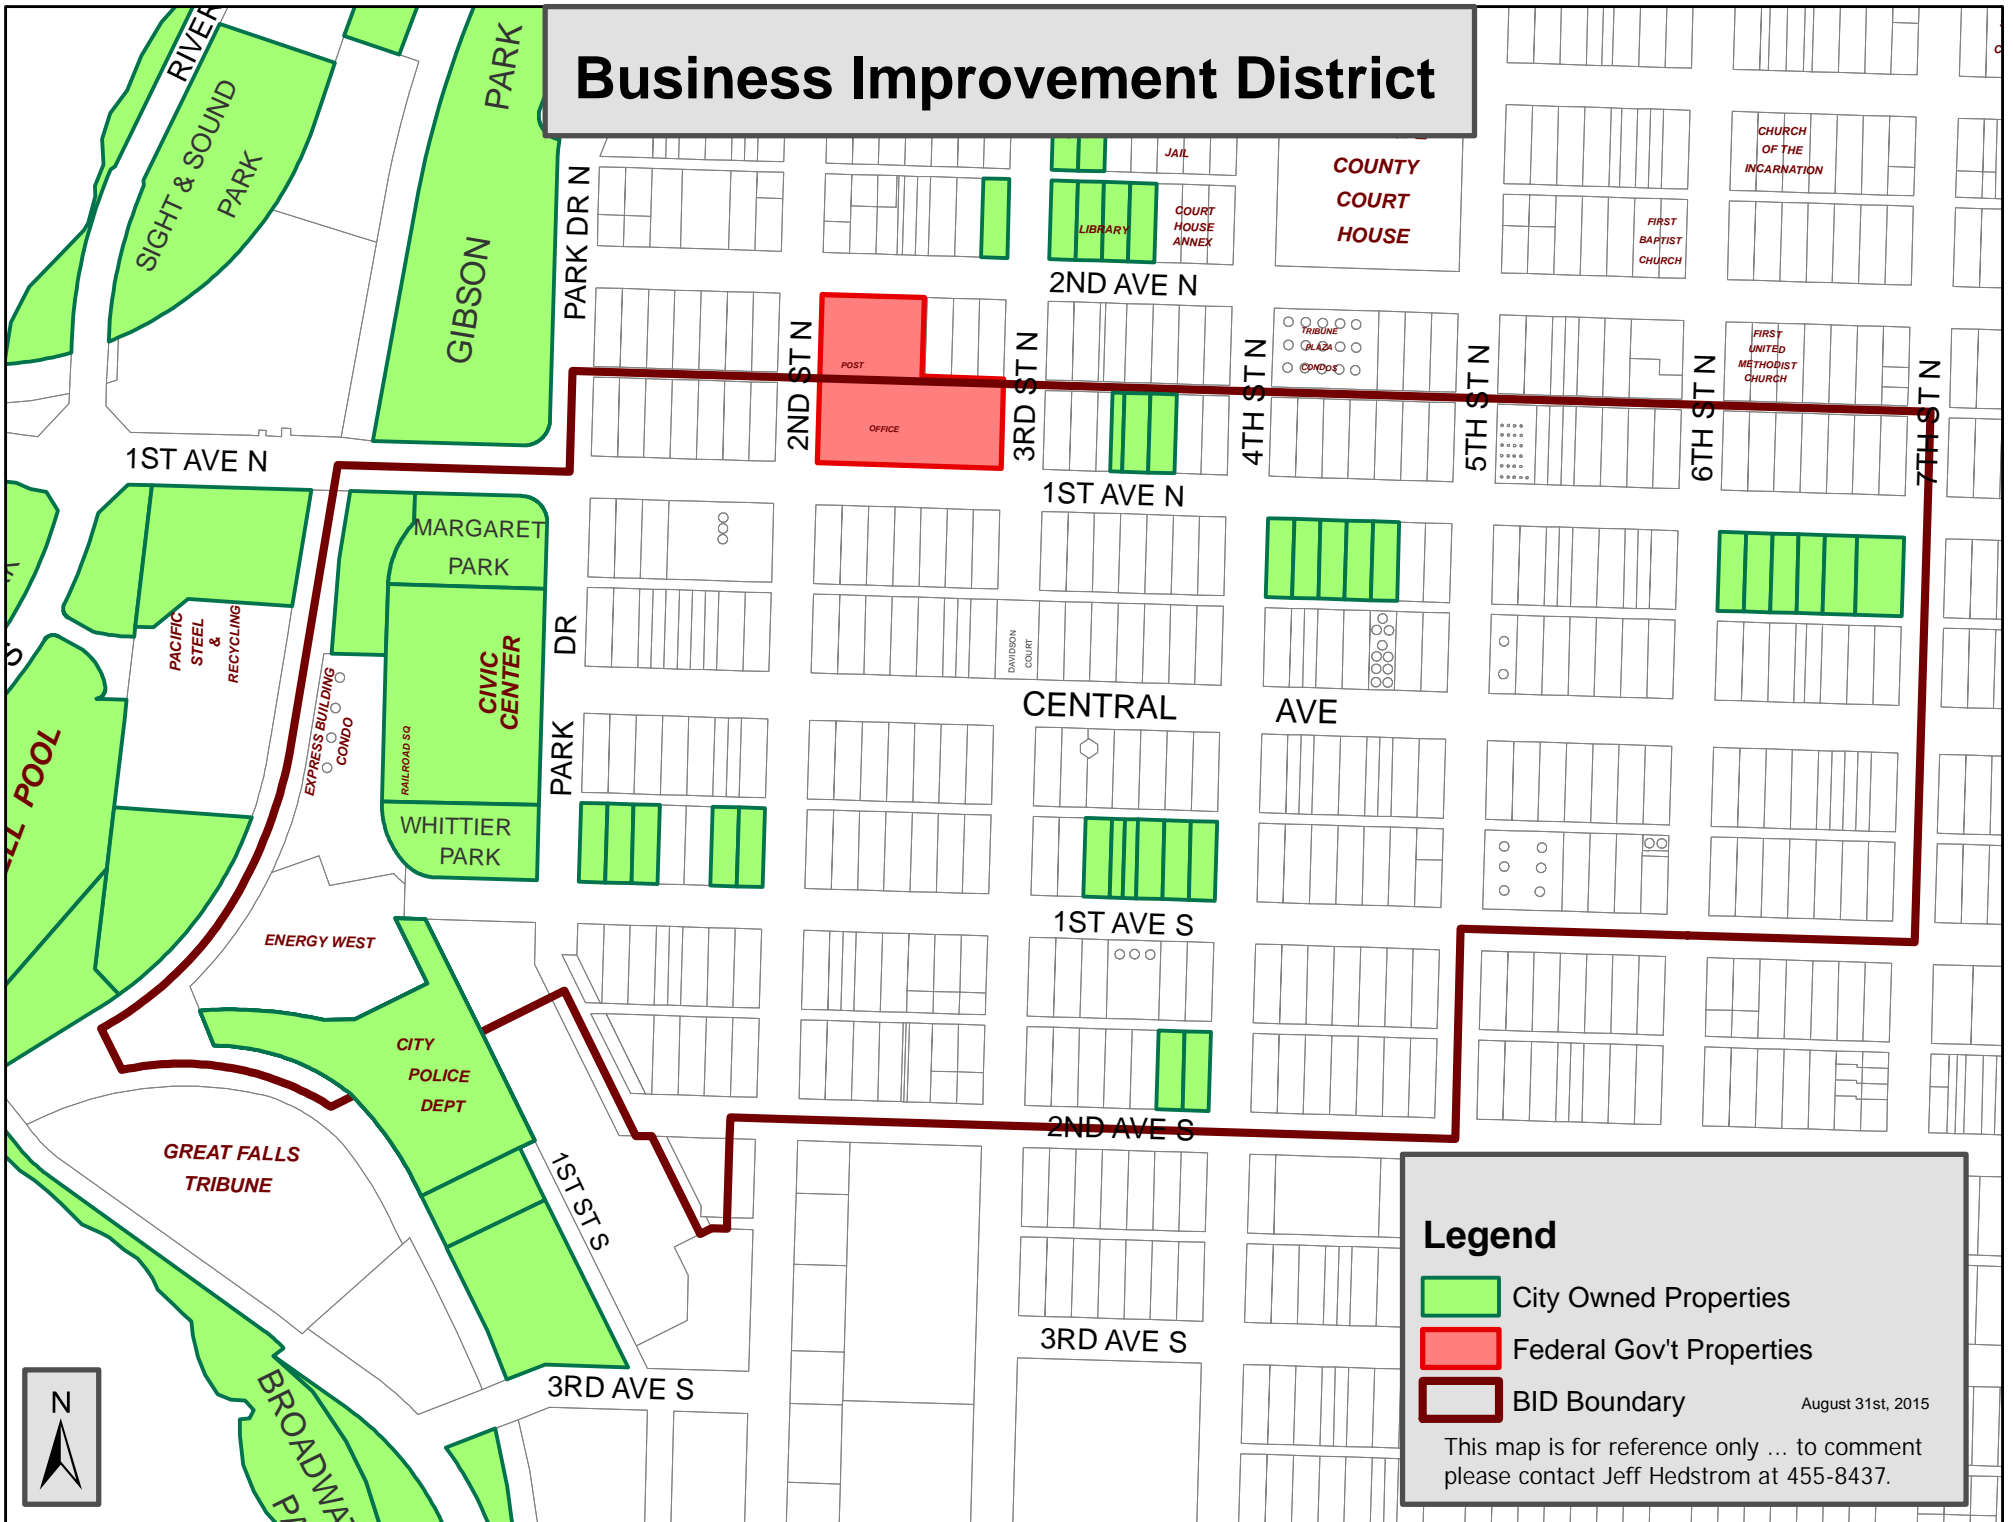 Business Improvement District
RIVER
SIGHT & SOUND
PARK
PARK
GIBSON
PARK DR N
JAIL
LIBRARY
COURT
HOUSE
ANNEX
COUNTY
COURT
HOUSE
CHURCH
OF THE
INCARNATION
FIRST
BAPTIST
CHURCH
2ND AVE N
2ND ST N
POST
OFFICE
3RD ST N
4TH ST N
TRIBUNE
PLAZA
CONDOS
5TH ST N
6TH ST N
FIRST
UNITED
METHODIST
CHURCH
7TH ST N
1ST AVE N
1ST AVE N
MARGARET
PARK
PACIFIC
STEEL
&
RECYCLING
CIVIC
CENTER
RAILROAD SQ
EXPRESS BUILDING
CONDO
PARK DR
DAVIDSON
COURT
CENTRAL AVE
POOL
WHITTIER
PARK
ENERGY WEST
1ST AVE S
CITY
POLICE
DEPT
2ND AVE S
GREAT FALLS
TRIBUNE
1ST ST S
3RD AVE S
3RD AVE S
Legend
City Owned Properties
Federal Gov't Properties
BID Boundary
August 31st, 2015
This map is for reference only ... to comment
please contact Jeff Hedstrom at 455-8437.
N